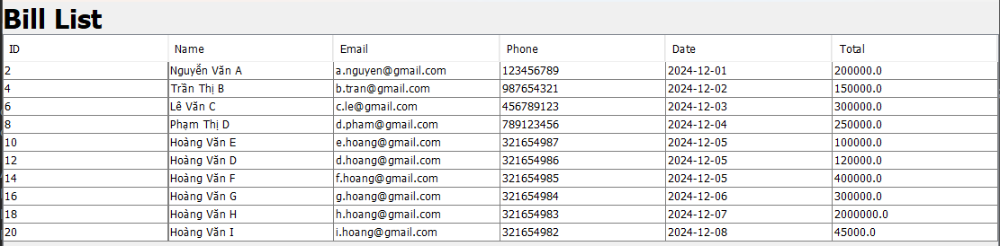 Bill List
ID Name Email Phone Date Total
2 Nguyễn Văn A a.nguyen@gmail.com 123456789 2024-12-01 200000.0
4 Trần Thị B b.tran@gmail.com 987654321 2024-12-02 150000.0
6 Lê Văn C c.le@gmail.com 456789123 2024-12-03 300000.0
8 Phạm Thị D d.pham@gmail.com 789123456 2024-12-04 250000.0
10 Hoàng Văn E e.hoang@gmail.com 321654987 2024-12-05 100000.0
12 Hoàng Văn D d.hoang@gmail.com 321654986 2024-12-05 120000.0
14 Hoàng Văn F f.hoang@gmail.com 321654985 2024-12-05 400000.0
16 Hoàng Văn G g.hoang@gmail.com 321654984 2024-12-06 300000.0
18 Hoàng Văn H h.hoang@gmail.com 321654983 2024-12-07 2000000.0
20 Hoàng Văn I i.hoang@gmail.com 321654982 2024-12-08 45000.0